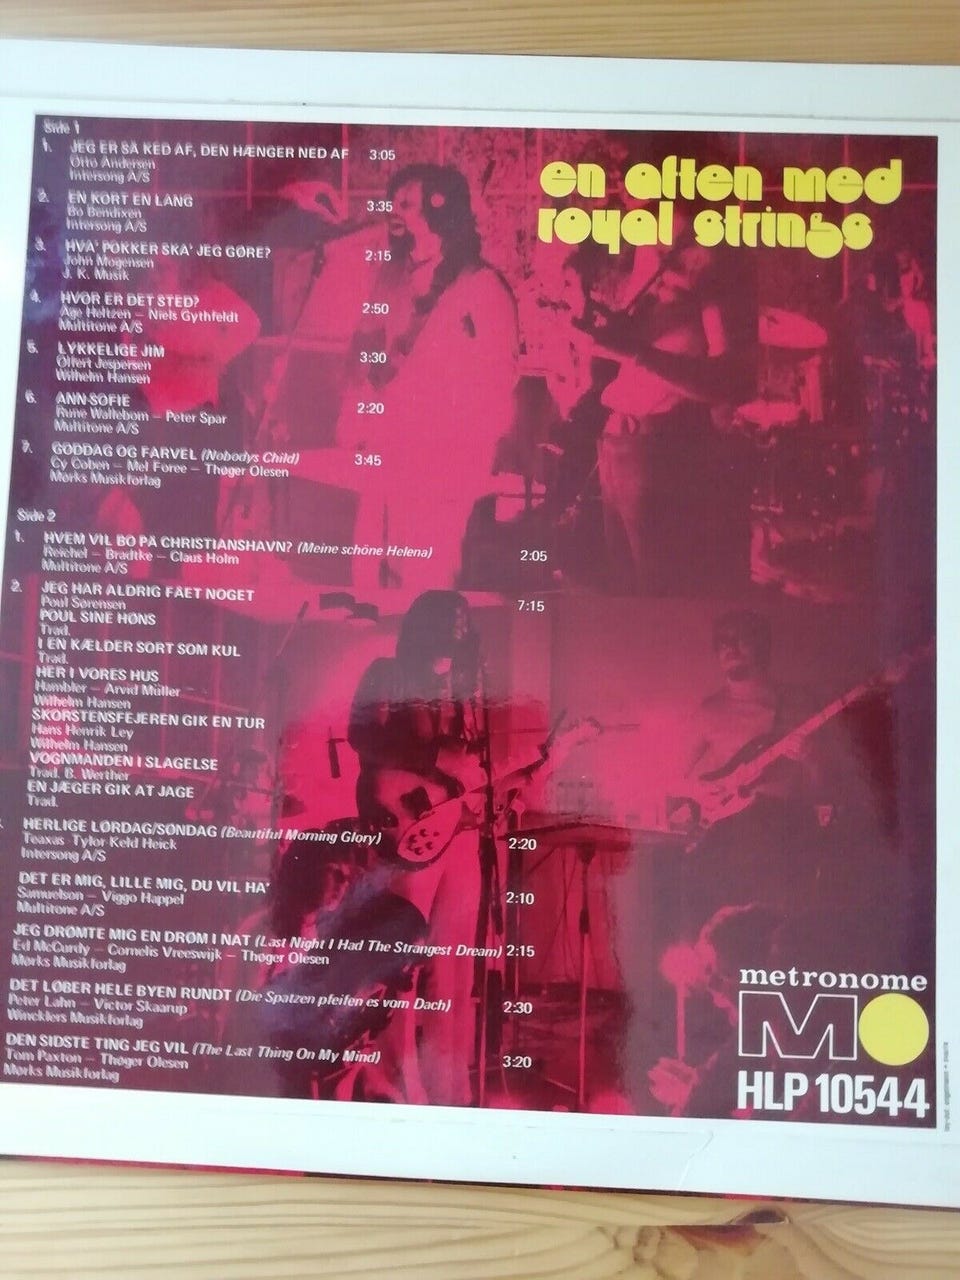 en aften med
royal strings
Side 1
1. JEG ER SÅ KED AF, DEN HÆNGER NED AF 3:05
Otto Andersen
Intersong A/S
2. EN KORT EN LANG 3:35
Bo Bendixen
Intersong A/S
3. HVA' POKKER SKA' JEG GØRE? 2:15
John Mogensen
J. K. Musik
4. HVOR ER DET STED? 2:50
Åge Holtzen – Niels Gythfeldt
Multitone A/S
5. LYKKELIGE JIM 3:30
Olfert Jespersen
Wilhelm Hansen
6. ANN-SOFIE 2:20
Rune Wallebom – Peter Spar
Multitone A/S
7. GODDAG OG FARVEL (Nobodys Child) 3:45
Cy Coben – Mel Foree – Thøger Olesen
Mørks Musikforlag
Side 2
1. HVEM VIL BO PÅ CHRISTIANSHAVN? (Meine schöne Helena) 2:05
Reichel – Bradtke – Claus Holm
Multitone A/S
2. JEG HAR ALDRIG FÅET NOGET 7:15
Poul Sørensen
POUL SINE HØNS
Trad.
I EN KÆLDER SORT SOM KUL
Trad.
HER I VORES HUS
Hambler – Arvid Müller
Wilhelm Hansen
SKORSTENSFEJEREN GIK EN TUR
Hans Henrik Ley
Wilhelm Hansen
VOGNMANDEN I SLAGELSE
Trad. B. Werther
EN JÆGER GIK AT JAGE
Trad.
HERLIGE LØRDAG/SØNDAG (Beautiful Morning Glory) 2:20
Teaxas Tylor Keld Heick
Intersong A/S
DET ER MIG, LILLE MIG, DU VIL HA' 2:10
Samuelson – Viggo Happel
Multitone A/S
JEG DRØMTE MIG EN DRØM I NAT (Last Night I Had The Strangest Dream) 2:15
Ed McCurdy – Cornelis Vreeswijk – Thøger Olesen
Mørks Musikforlag
DET LØBER HELE BYEN RUNDT (Die Spatzen pfeifen es vom Dach) 2:30
Peter Lahn – Victor Skaarup
Wincklers Musikforlag
DEN SIDSTE TING JEG VIL (The Last Thing On My Mind) 3:20
Tom Paxton – Thøger Olesen
Mørks Musikforlag
metronome
MO
HLP 10544